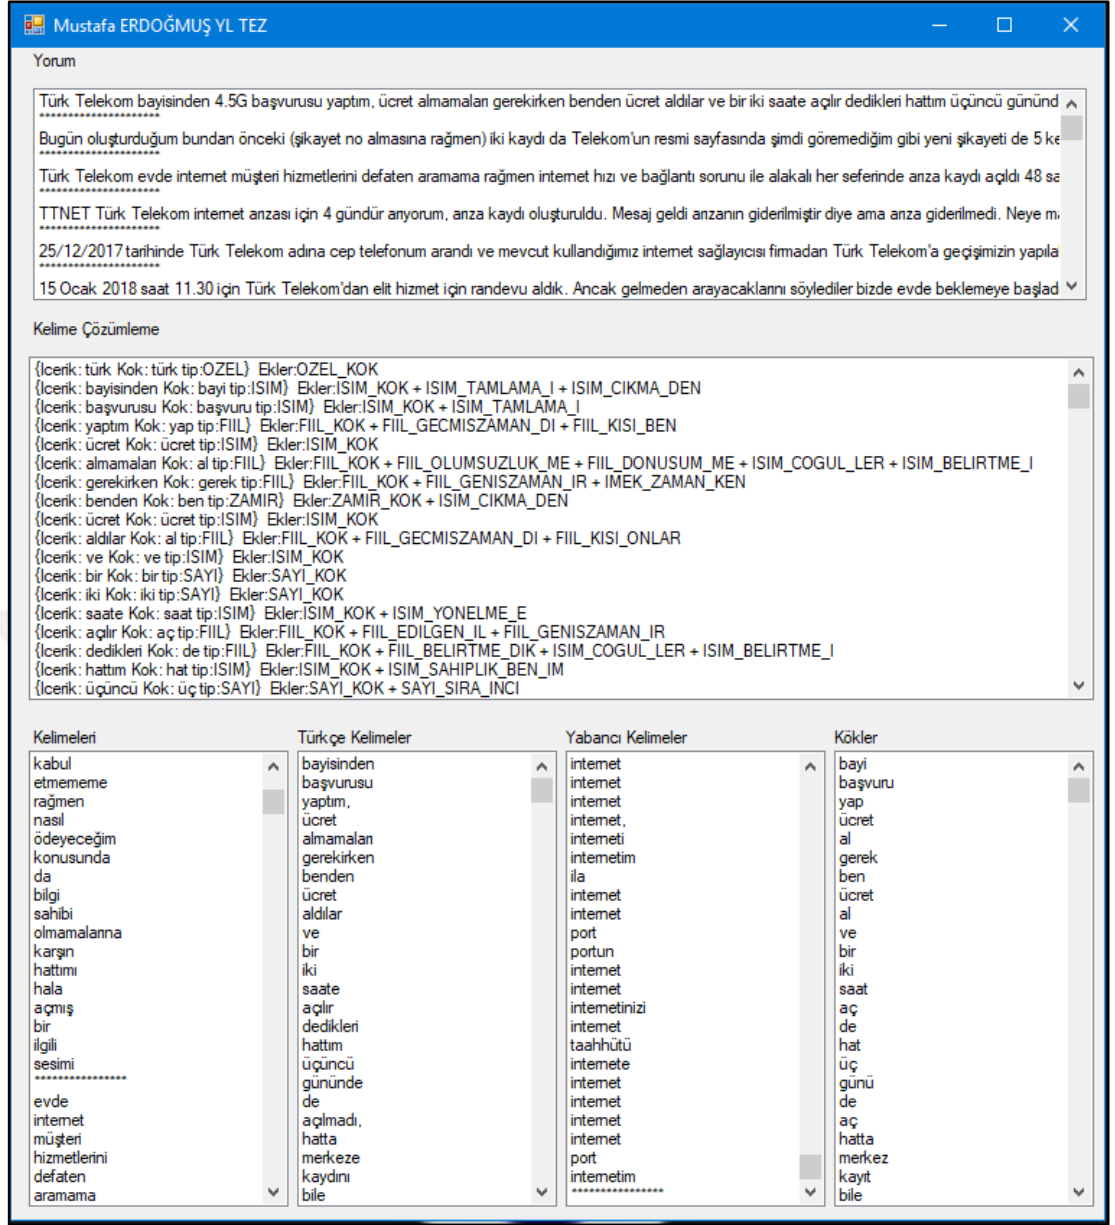 Mustafa ERDOĞMUŞ YL TEZ
Yorum
Türk Telekom bayisinden 4.5G başvurusu yaptım, ücret almamaları gerekirken benden ücret aldılar ve bir iki saate açılır dedikleri hattım üçüncü gününd
**********************
Bugün oluşturduğum bundan önceki (şikayet no almasına rağmen) iki kaydı da Telekom'un resmi sayfasında şimdi göremediğim gibi yeni şikayeti de 5 ke
**********************
Türk Telekom evde internet müşteri hizmetlerini defaten aramama rağmen internet hızı ve bağlantı sorunu ile alakalı her seferinde arıza kaydı açıldı 48 sa
**********************
TTNET Türk Telekom internet arızası için 4 gündür arıyorum, arıza kaydı oluşturuldu. Mesaj geldi arızanın giderilmiştir diye ama arıza giderilmedi. Neye ma
**********************
25/12/2017 tarihinde Türk Telekom adına cep telefonum arandı ve mevcut kullandığımız internet sağlayıcısı firmadan Türk Telekom'a geçişimizin yapılal
**********************
15 Ocak 2018 saat 11.30 için Türk Telekom'dan elit hizmet için randevu aldık. Ancak gelmeden arayacaklarını söylediler bizde evde beklemeye başlad
Kelime Çözümleme
{Icerik: türk Kok: türk tip:OZEL} Ekler:OZEL_KOK
{Icerik: bayisinden Kok: bayi tip:ISIM} Ekler:ISIM_KOK + ISIM_TAMLAMA_I + ISIM_CIKMA_DEN
{Icerik: başvurusu Kok: başvuru tip:ISIM} Ekler:ISIM_KOK + ISIM_TAMLAMA_I
{Icerik: yaptım Kok: yap tip:FIIL} Ekler:FIIL_KOK + FIIL_GECMISZAMAN_DI + FIIL_KISI_BEN
{Icerik: ücret Kok: ücret tip:ISIM} Ekler:ISIM_KOK
{Icerik: almamaları Kok: al tip:FIIL} Ekler:FIIL_KOK + FIIL_OLUMSUZLUK_ME + FIIL_DONUSUM_ME + ISIM_COGUL_LER + ISIM_BELIRTME_I
{Icerik: gerekirken Kok: gerek tip:FIIL} Ekler:FIIL_KOK + FIIL_GENISZAMAN_IR + IMEK_ZAMAN_KEN
{Icerik: benden Kok: ben tip:ZAMIR} Ekler:ZAMIR_KOK + ISIM_CIKMA_DEN
{Icerik: ücret Kok: ücret tip:ISIM} Ekler:ISIM_KOK
{Icerik: aldılar Kok: al tip:FIIL} Ekler:FIIL_KOK + FIIL_GECMISZAMAN_DI + FIIL_KISI_ONLAR
{Icerik: ve Kok: ve tip:ISIM} Ekler:ISIM_KOK
{Icerik: bir Kok: bir tip:SAYI} Ekler:SAYI_KOK
{Icerik: iki Kok: iki tip:SAYI} Ekler:SAYI_KOK
{Icerik: saate Kok: saat tip:ISIM} Ekler:ISIM_KOK + ISIM_YONELME_E
{Icerik: açılır Kok: aç tip:FIIL} Ekler:FIIL_KOK + FIIL_EDILGEN_IL + FIIL_GENISZAMAN_IR
{Icerik: dedikleri Kok: de tip:FIIL} Ekler:FIIL_KOK + FIIL_BELIRTME_DIK + ISIM_COGUL_LER + ISIM_BELIRTME_I
{Icerik: hattım Kok: hat tip:ISIM} Ekler:ISIM_KOK + ISIM_SAHIPLIK_BEN_IM
{Icerik: üçüncü Kok: üç tip:SAYI} Ekler:SAYI_KOK + SAYI_SIRA_INCI
Kelimeleri
kabul
etmememe
rağmen
nasıl
ödeyeceğim
konusunda
da
bilgi
sahibi
olmamalarına
karşın
hattımı
hala
açmış
bir
ilgili
sesimi
****************
evde
internet
müşteri
hizmetlerini
defaten
aramama
Türkçe Kelimeler
bayisinden
başvurusu
yaptım,
ücret
almamaları
gerekirken
benden
ücret
aldılar
ve
bir
iki
saate
açılır
dedikleri
hattım
üçüncü
gününde
de
açılmadı,
hatta
merkeze
kaydını
bile
Yabancı Kelimeler
internet
internet
internet
internet,
interneti
internetim
ila
internet
internet
port
portun
internet
internet
internetinizi
internet
taahhütü
internete
internet
internet
internet
internet
port
internetim
****************
Kökler
bayi
başvuru
yap
ücret
al
gerek
ben
ücret
al
ve
bir
iki
saat
aç
de
hat
üç
günü
de
aç
hatta
merkez
kayıt
bile